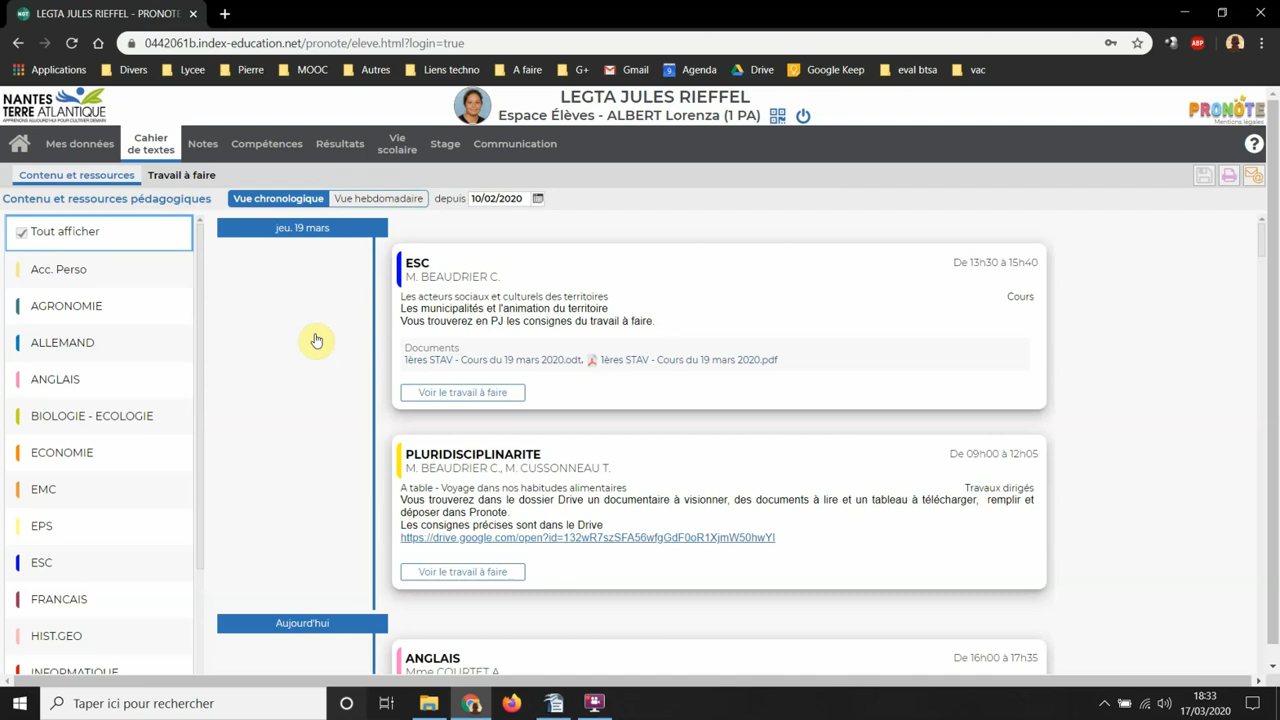 LEGTA JULES RIEFFEL - PRONOTE
0442061b.index-education.net/pronote/eleve.html?login=true
Applications Divers Lycee Pierre MOOC Autres Liens techno A faire G+ Gmail Agenda Drive Google Keep eval btsa vac
NANTES
TERRE ATLANTIQUE
LEGTA JULES RIEFFEL
Espace Élèves - ALBERT Lorenza (1 PA)
PRONOTE
Mentions légales
Mes données
Cahier de textes
Notes
Compétences
Résultats
Vie scolaire
Stage
Communication
Contenu et ressources Travail à faire
Contenu et ressources pédagogiques
Vue chronologique Vue hebdomadaire depuis 10/02/2020
Tout afficher
Acc. Perso
AGRONOMIE
ALLEMAND
ANGLAIS
BIOLOGIE - ECOLOGIE
ECONOMIE
EMC
EPS
ESC
FRANCAIS
HIST.GEO
INFORMATIQUE
jeu. 19 mars
ESC De 13h30 à 15h40
M. BEAUDRIER C.
Les acteurs sociaux et culturels des territoires Cours
Les municipalités et l'animation du territoire
Vous trouverez en PJ les consignes du travail à faire.
Documents
1ères STAV - Cours du 19 mars 2020.odt, 1ères STAV - Cours du 19 mars 2020.pdf
Voir le travail à faire
PLURIDISCIPLINARITE De 09h00 à 12h05
M. BEAUDRIER C., M. CUSSONNEAU T.
A table - Voyage dans nos habitudes alimentaires Travaux dirigés
Vous trouverez dans le dossier Drive un documentaire à visionner, des documents à lire et un tableau à télécharger, remplir et
déposer dans Pronote.
Les consignes précises sont dans le Drive
https://drive.google.com/open?id=132wR7szSFA56wfgGdF0oR1XjmW50hwYI
Voir le travail à faire
Aujourd'hui
ANGLAIS De 16h00 à 17h35
Mme COURTET A.
Taper ici pour rechercher
18:33
17/03/2020